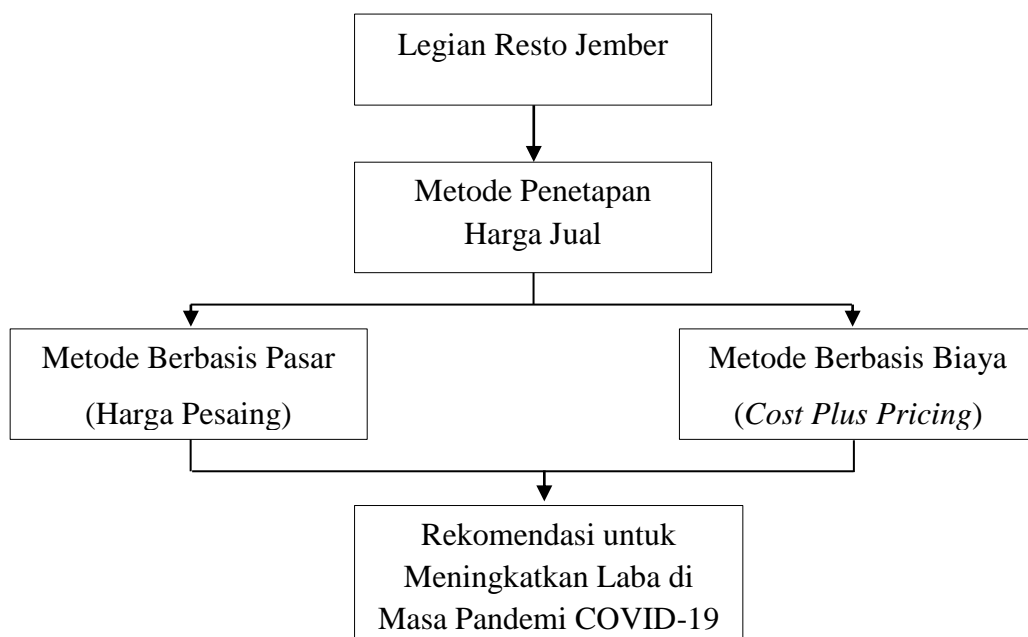 Legian Resto Jember
Metode Penetapan
Harga Jual
Metode Berbasis Pasar
(Harga Pesaing)
Metode Berbasis Biaya
(Cost Plus Pricing)
Rekomendasi untuk
Meningkatkan Laba di
Masa Pandemi COVID-19